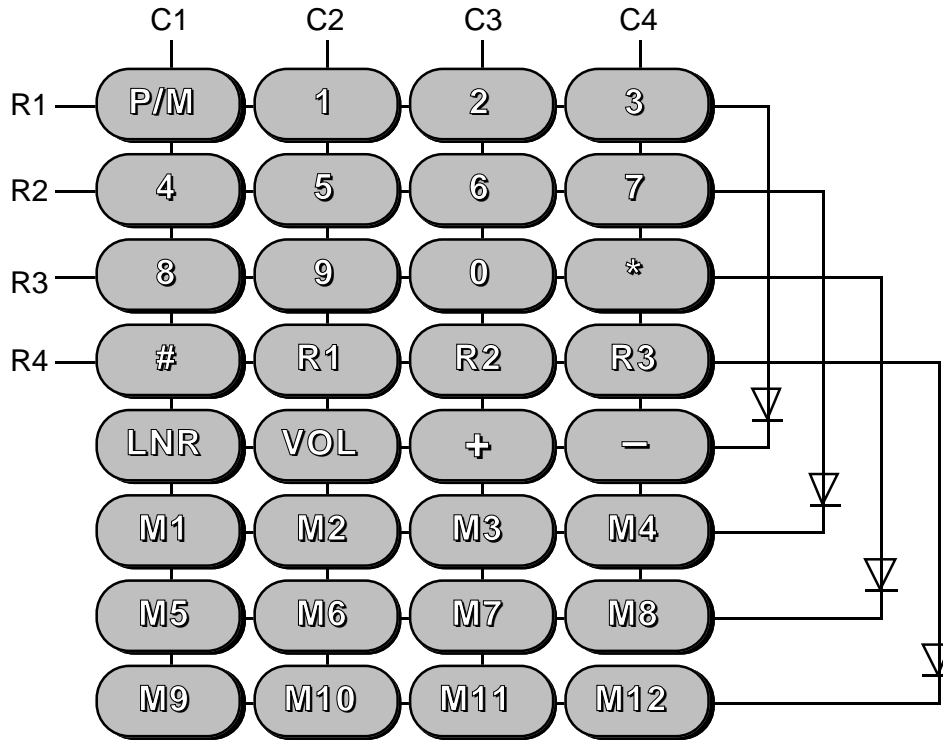 C1 C2 C3 C4
R1 P/M 1 2 3
R2 4 5 6 7
R3 8 9 0 *
R4 # R1 R2 R3
LNR VOL + −
M1 M2 M3 M4
M5 M6 M7 M8
M9 M10 M11 M12